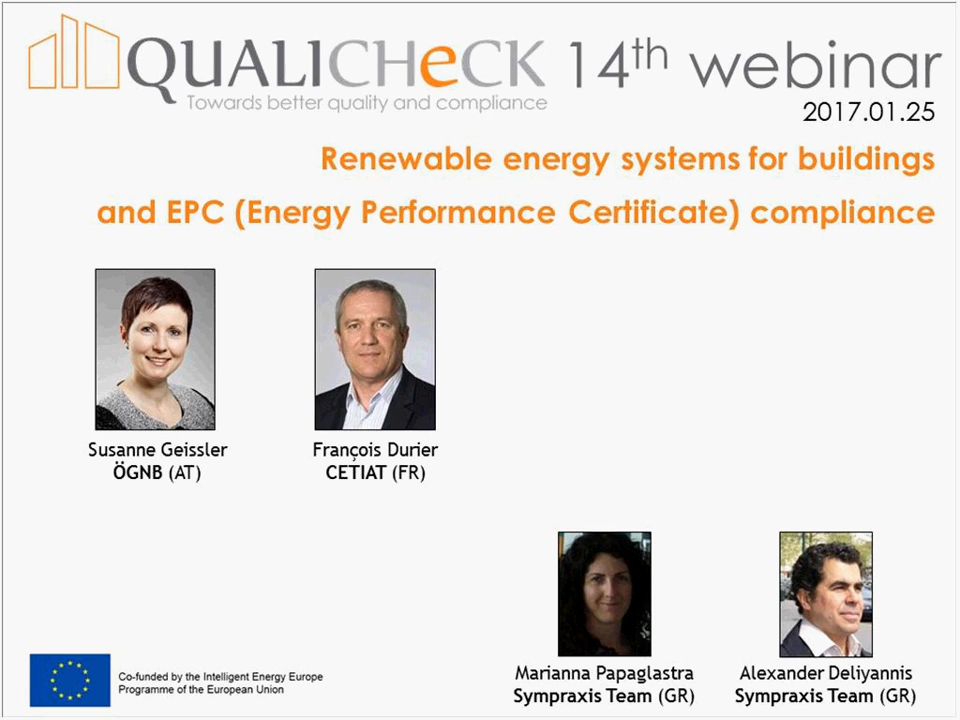 QUALICHeCK 14th webinar
Towards better quality and compliance
2017.01.25
Renewable energy systems for buildings
and EPC (Energy Performance Certificate) compliance
Susanne Geissler
ÖGNB (AT)
François Durier
CETIAT (FR)
Marianna Papaglastra
Sympraxis Team (GR)
Alexander Deliyannis
Sympraxis Team (GR)
Co-funded by the Intelligent Energy Europe
Programme of the European Union